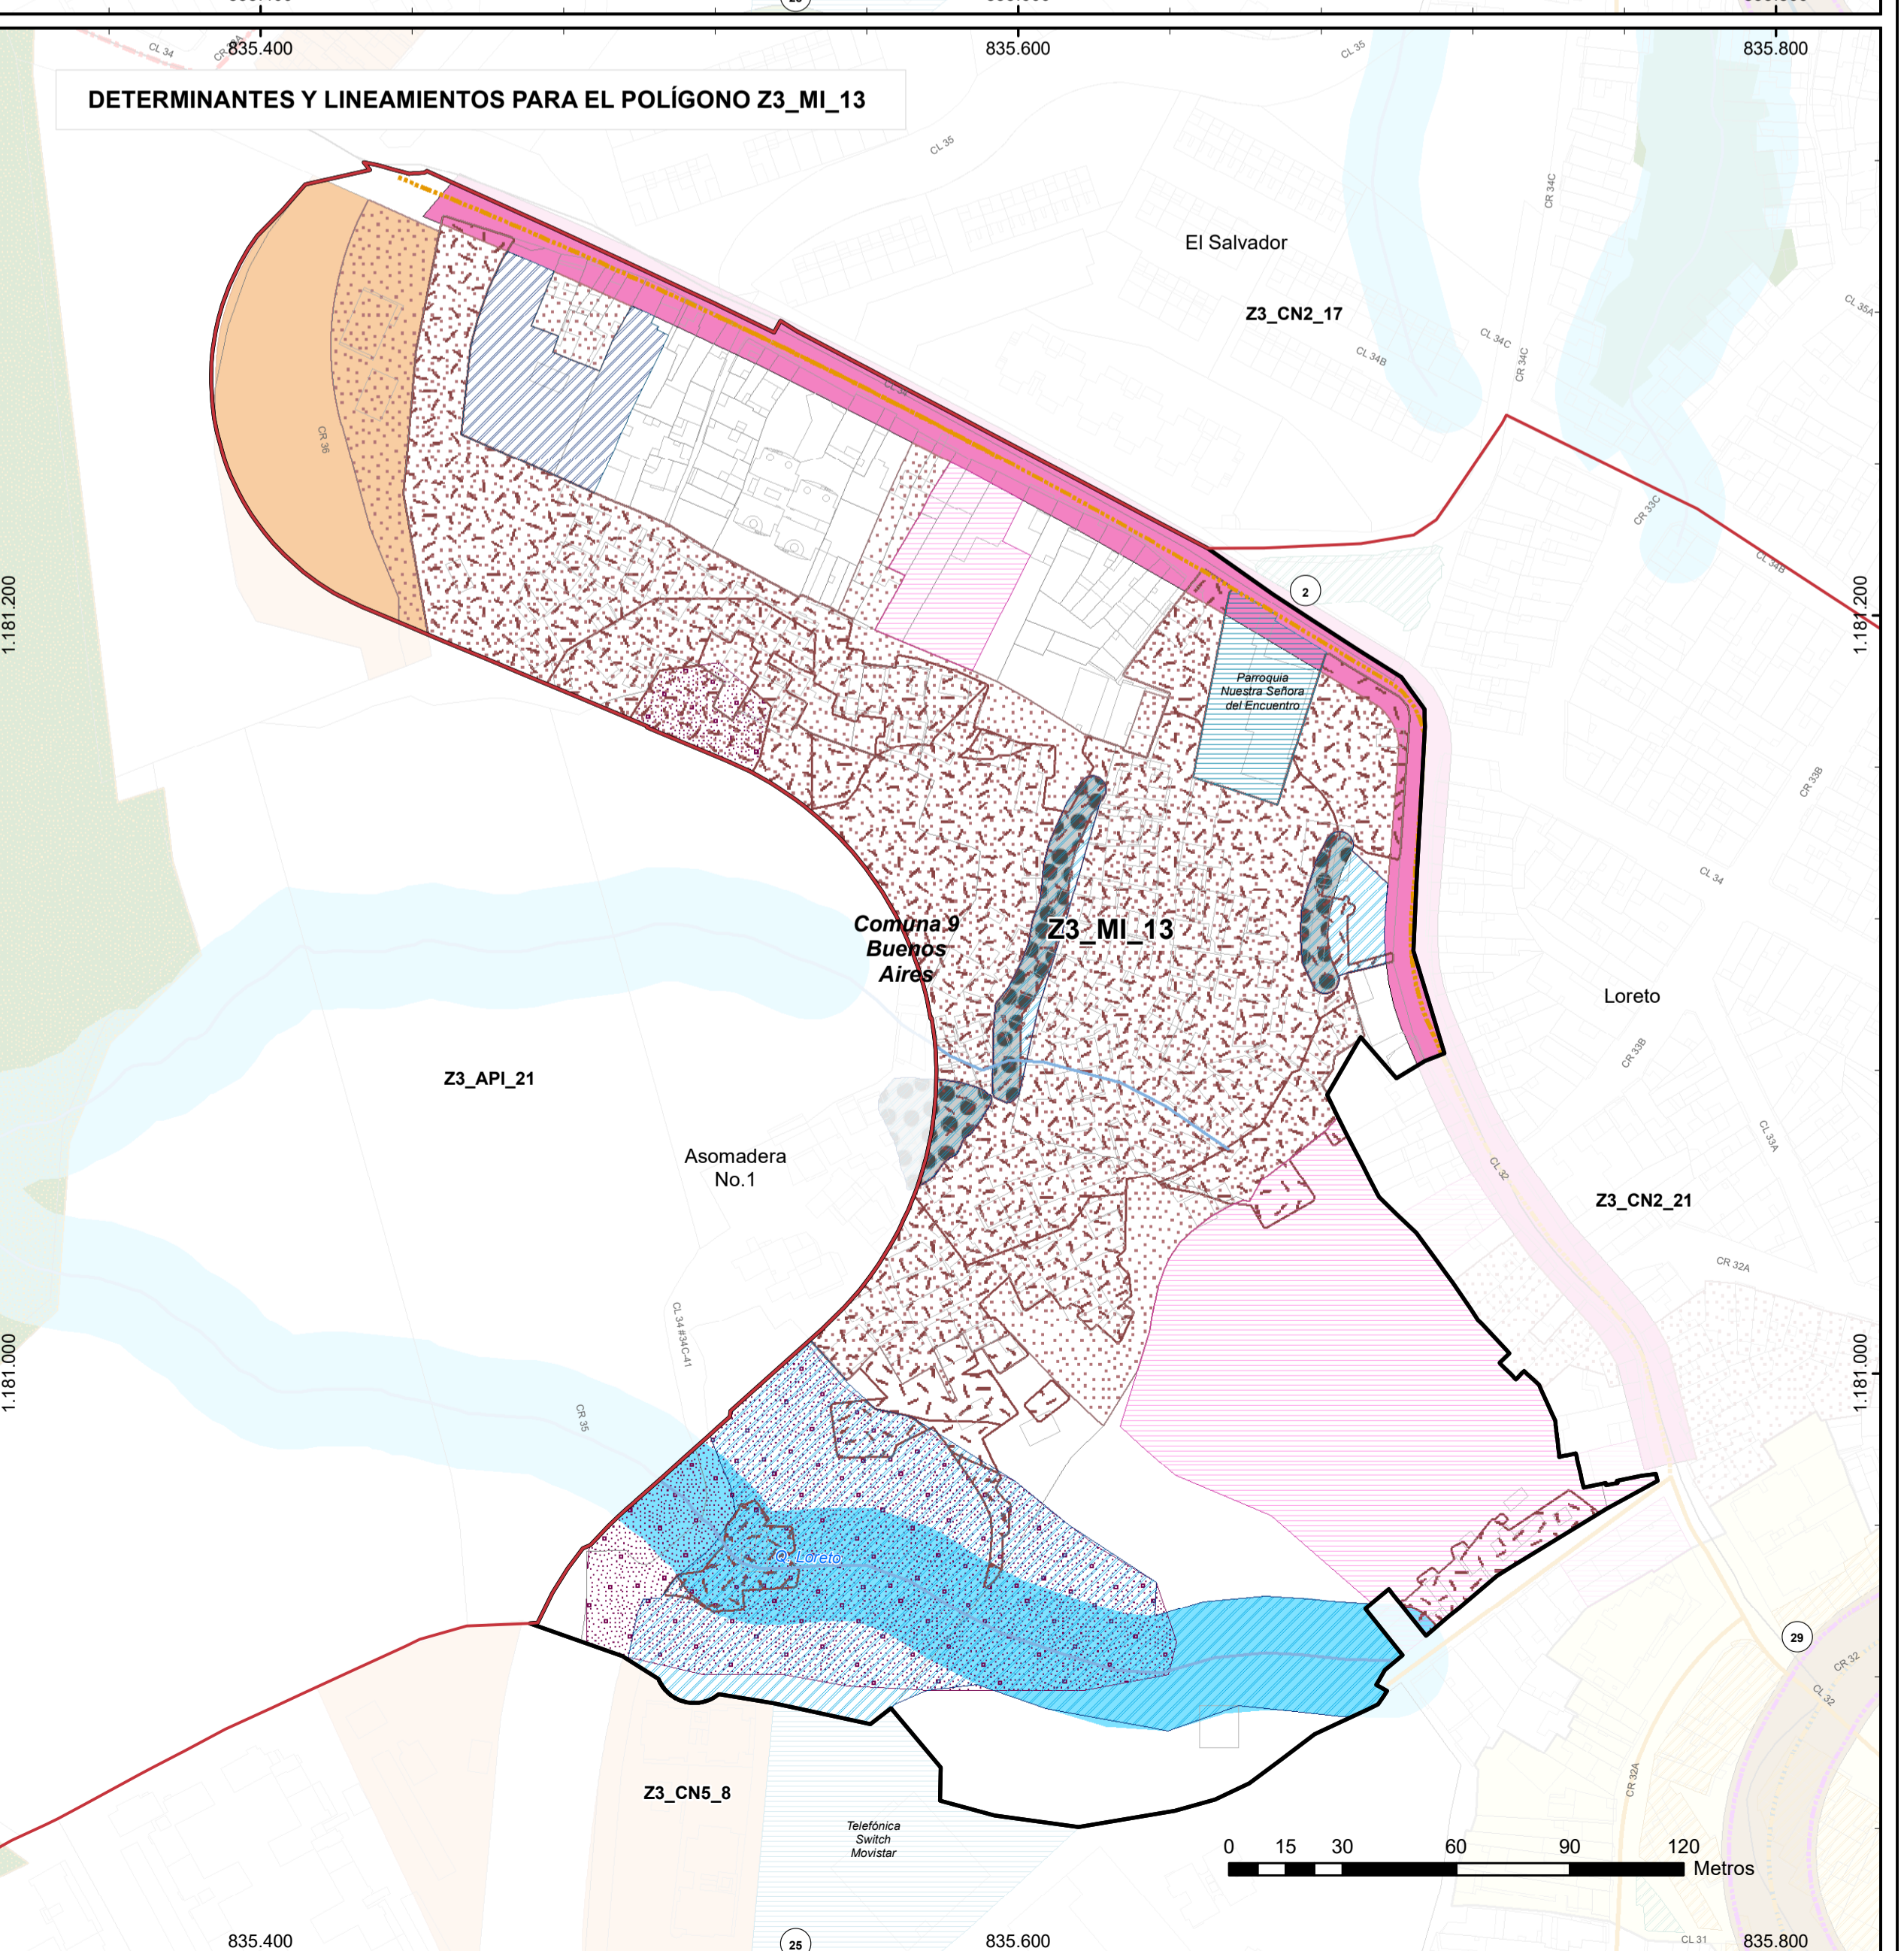 835.400
835.600
835.800
CL 34
CR 38A
CL 35
DETERMINANTES Y LINEAMIENTOS PARA EL POLÍGONO Z3_MI_13
CL 35
CR 34C
El Salvador
Z3_CN2_17
CL 35A
CL 34C
CL 34B
CR 34C
CL 34
CR 36
CR 33C
CL 34B
1.181.200
1.181.200
2
Parroquia
Nuestra Señora
del Encuentro
CR 33B
CL 34
Comuna 9
Buenos
Aires
Z3_MI_13
Loreto
CR 33B
Z3_API_21
CL 33A
Asomadera
No.1
CL 32
Z3_CN2_21
CR 32A
CL 34 #34C-41
1.181.000
1.181.000
CR 35
Q. Loreto
29
CR 32
CL 32
CR 32A
Z3_CN5_8
Telefónica
Switch
Movistar
0 15 30 60 90 120
Metros
CL 31
835.400
25
835.600
835.800